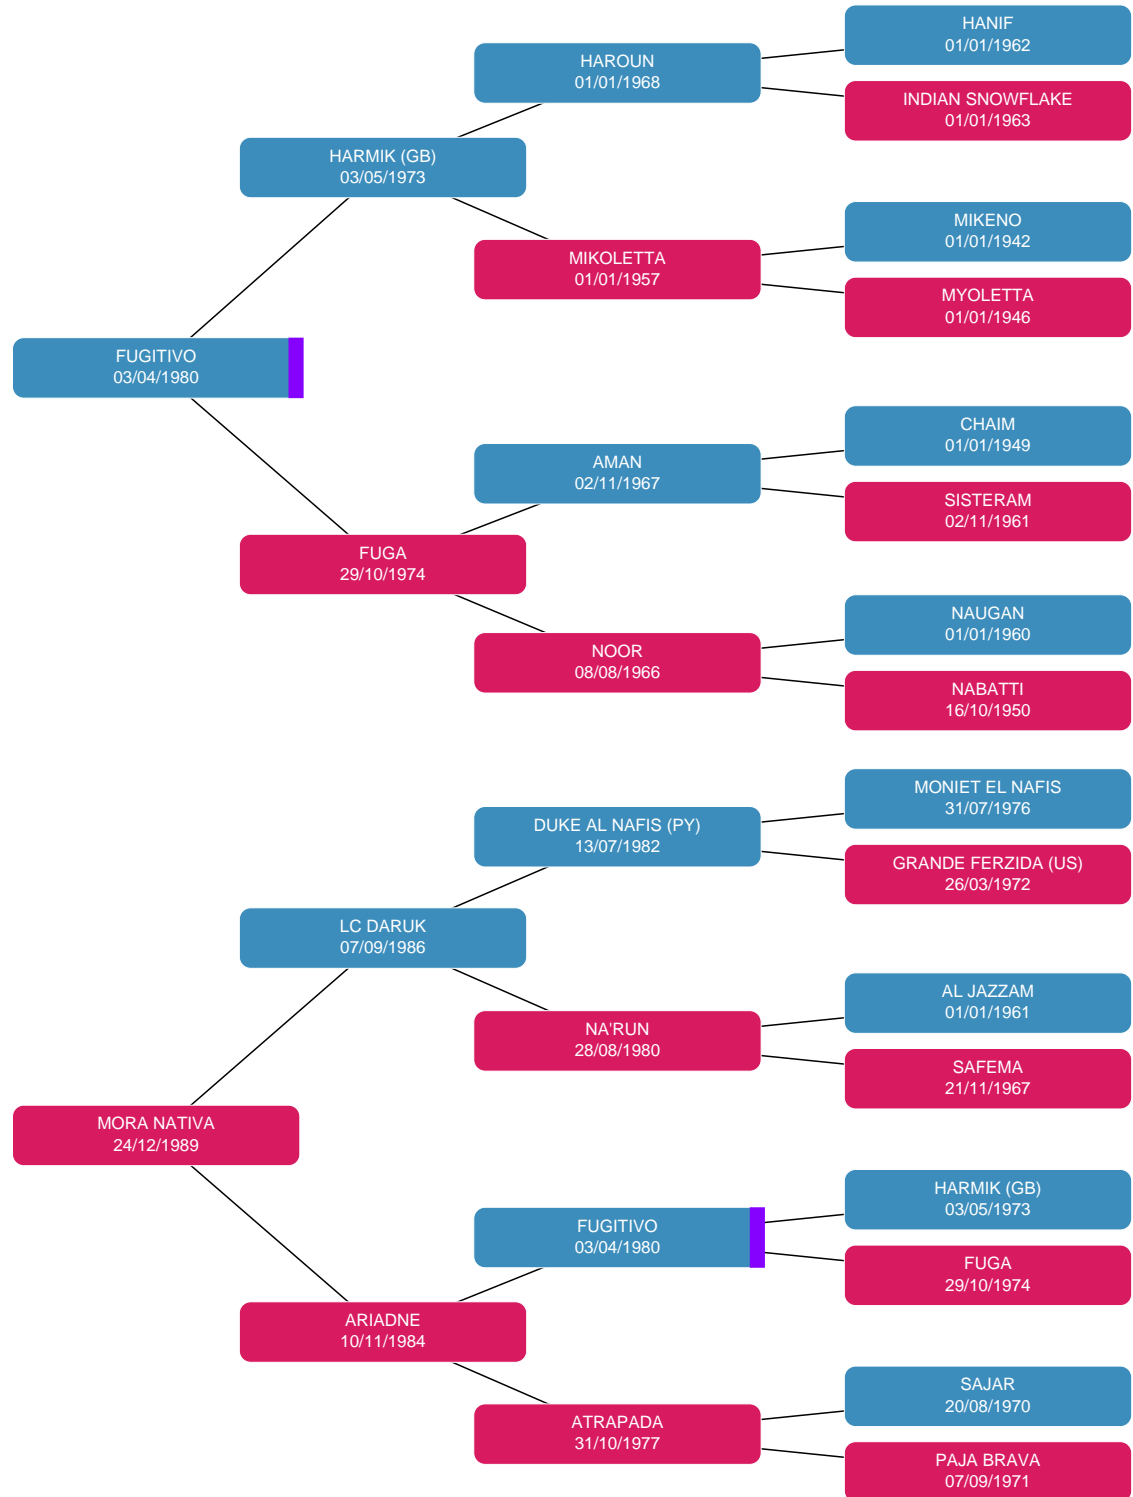 HANIF
01/01/1962
HAROUN
01/01/1968
INDIAN SNOWFLAKE
01/01/1963
HARMIK (GB)
03/05/1973
MIKENO
01/01/1942
MIKOLETTA
01/01/1957
MYOLETTA
01/01/1946
FUGITIVO
03/04/1980
CHAIM
01/01/1949
AMAN
02/11/1967
SISTERAM
02/11/1961
FUGA
29/10/1974
NAUGAN
01/01/1960
NOOR
08/08/1966
NABATTI
16/10/1950
MONIET EL NAFIS
31/07/1976
DUKE AL NAFIS (PY)
13/07/1982
GRANDE FERZIDA (US)
26/03/1972
LC DARUK
07/09/1986
AL JAZZAM
01/01/1961
NA'RUN
28/08/1980
SAFEMA
21/11/1967
MORA NATIVA
24/12/1989
HARMIK (GB)
03/05/1973
FUGITIVO
03/04/1980
FUGA
29/10/1974
ARIADNE
10/11/1984
SAJAR
20/08/1970
ATRAPADA
31/10/1977
PAJA BRAVA
07/09/1971